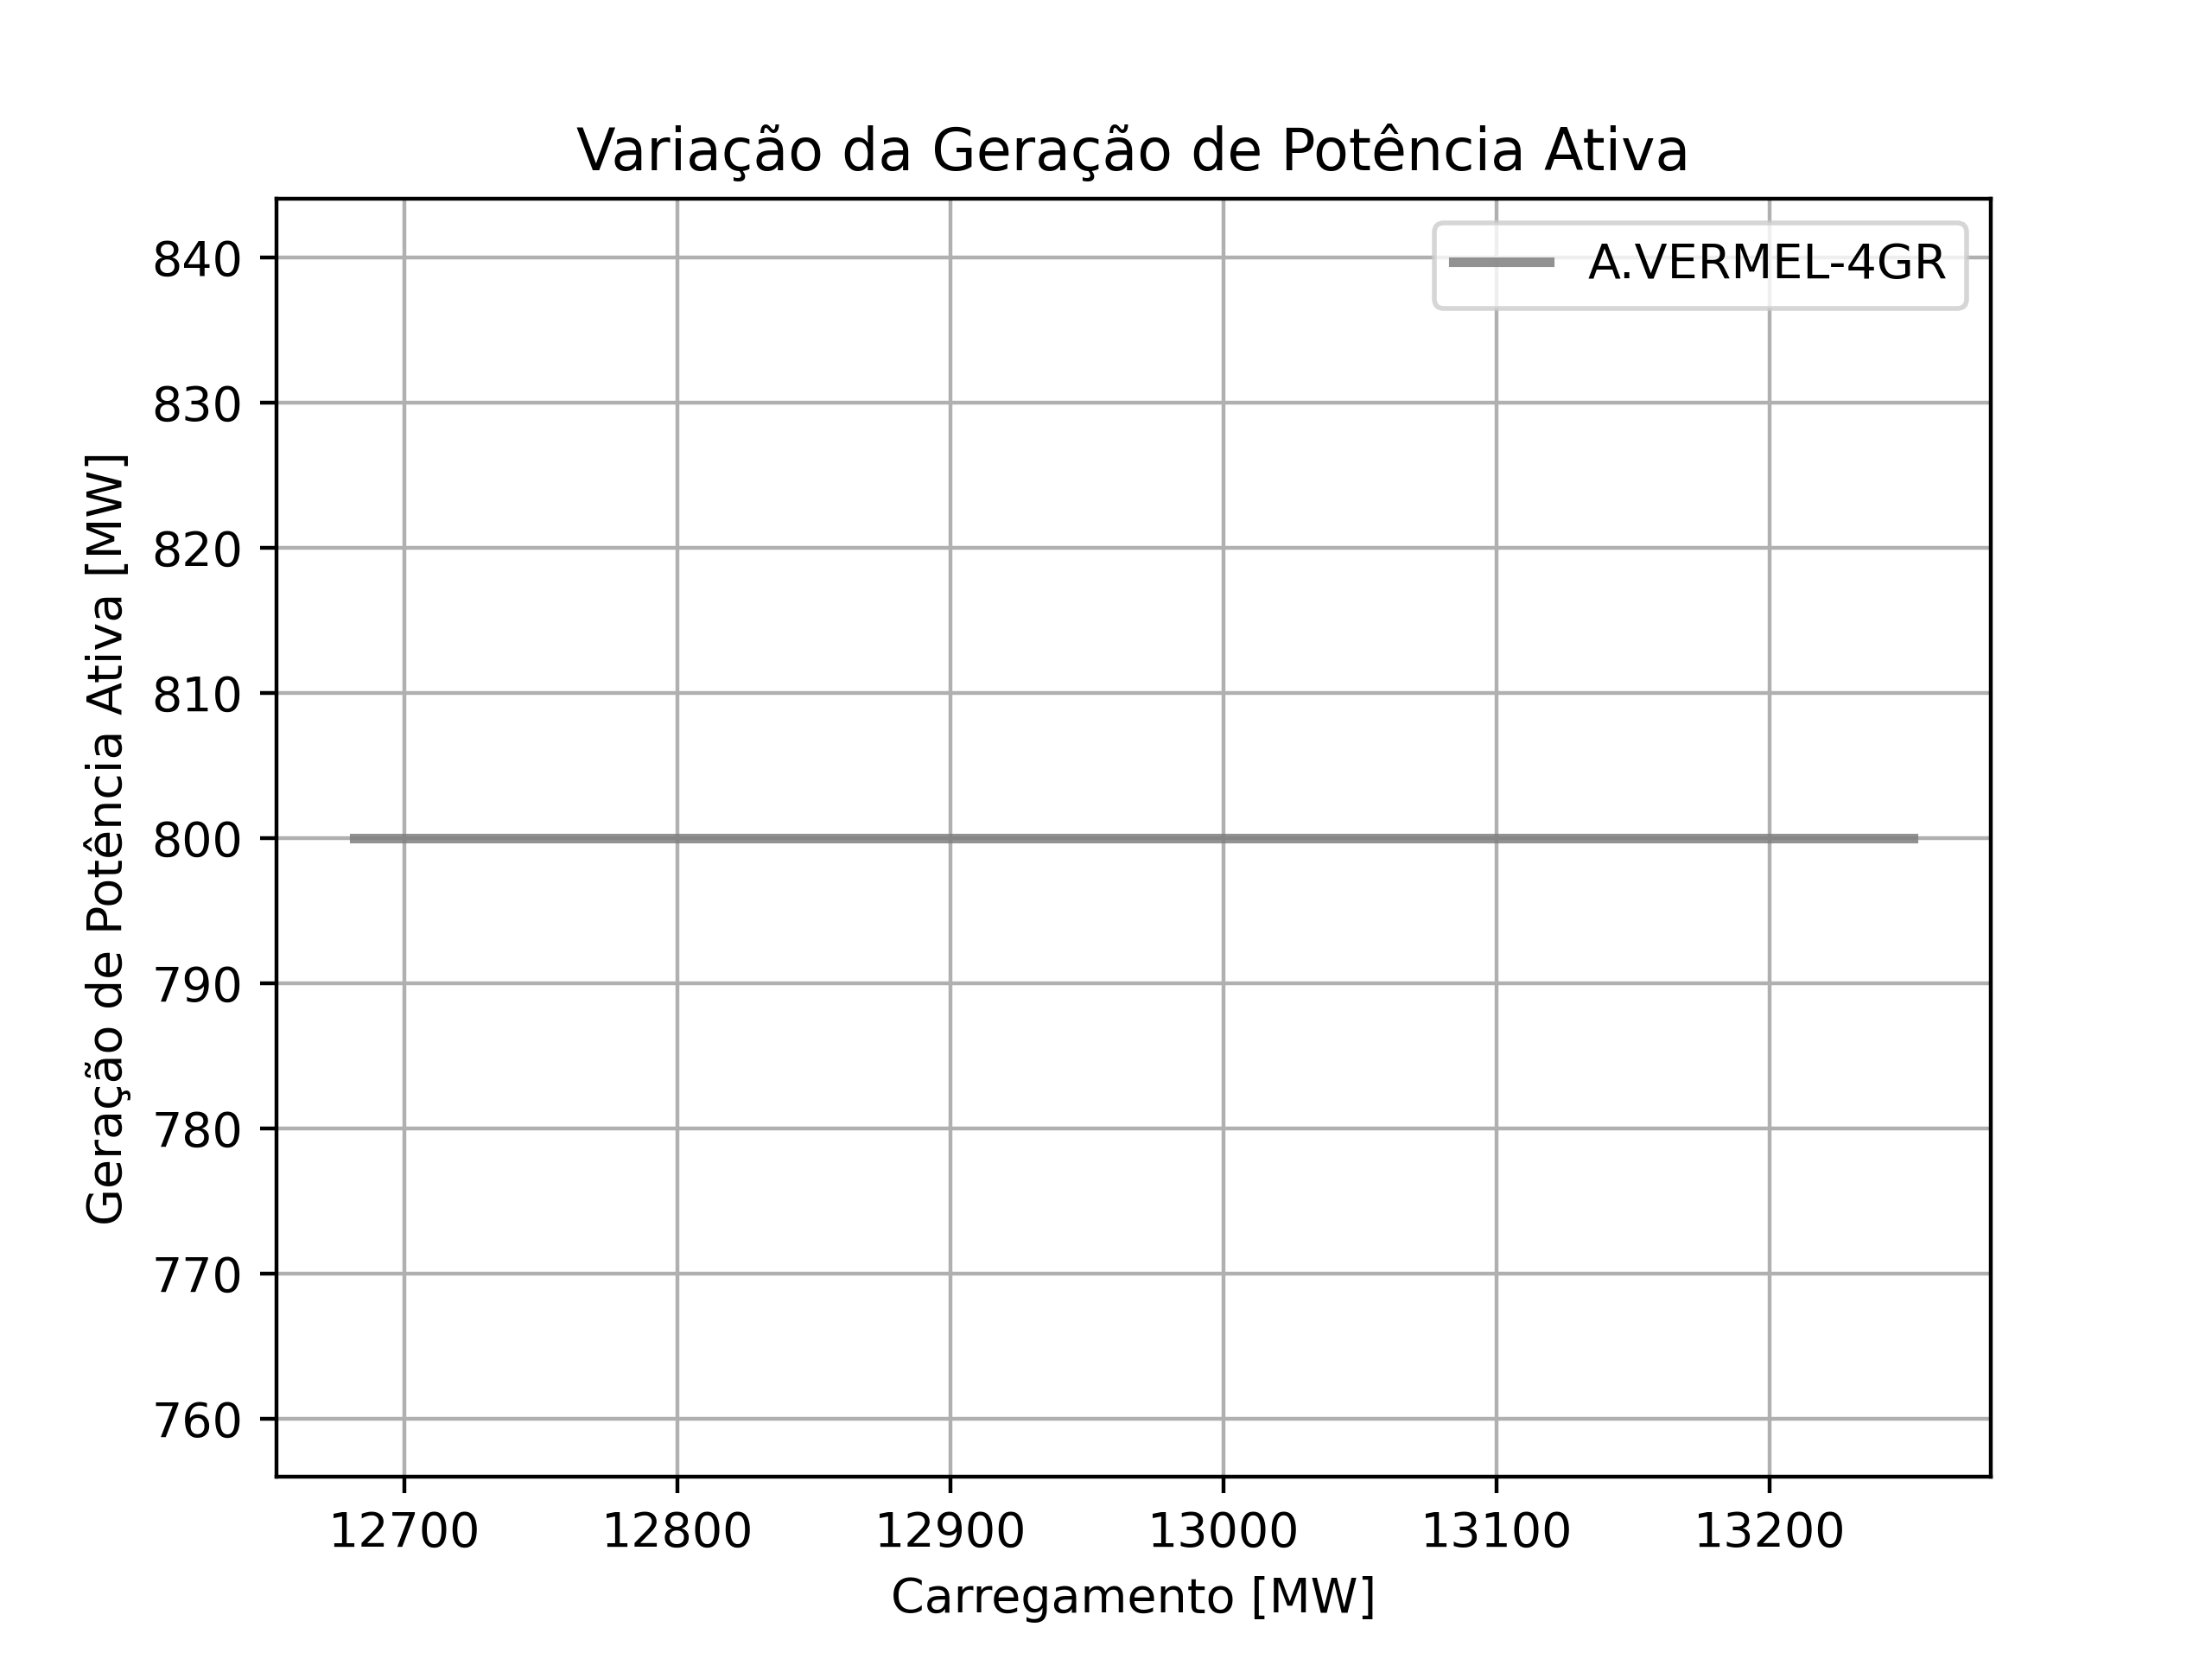 Variação da Geração de Potência Ativa
A.VERMEL-4GR
Geração de Potência Ativa [MW]
840
830
820
810
800
790
780
770
760
12700 12800 12900 13000 13100 13200
Carregamento [MW]